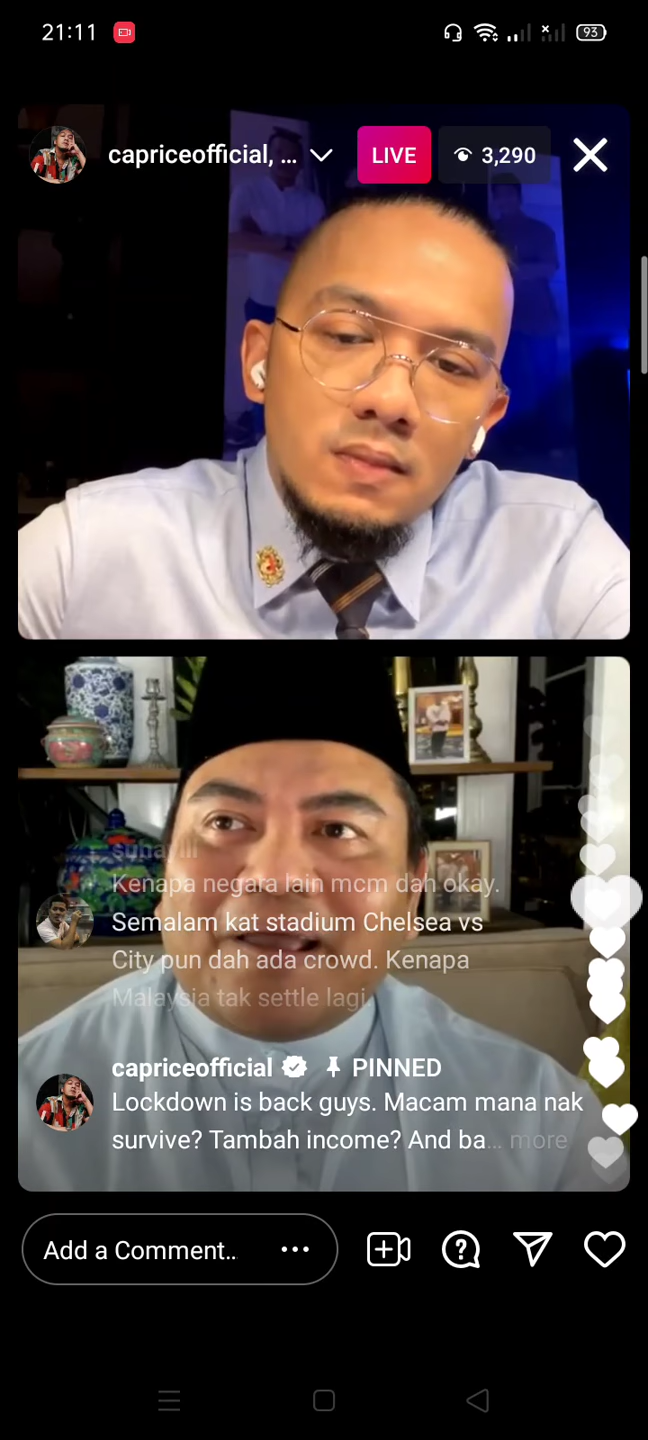 21:11
93
capriceofficial, ...
LIVE
3,290
suhaylii
Kenapa negara lain mcm dah okay.
Semalam kat stadium Chelsea vs
City pun dah ada crowd. Kenapa
Malaysia tak settle lagi.
capriceofficial PINNED
Lockdown is back guys. Macam mana nak
survive? Tambah income? And ba... more
Add a Comment..